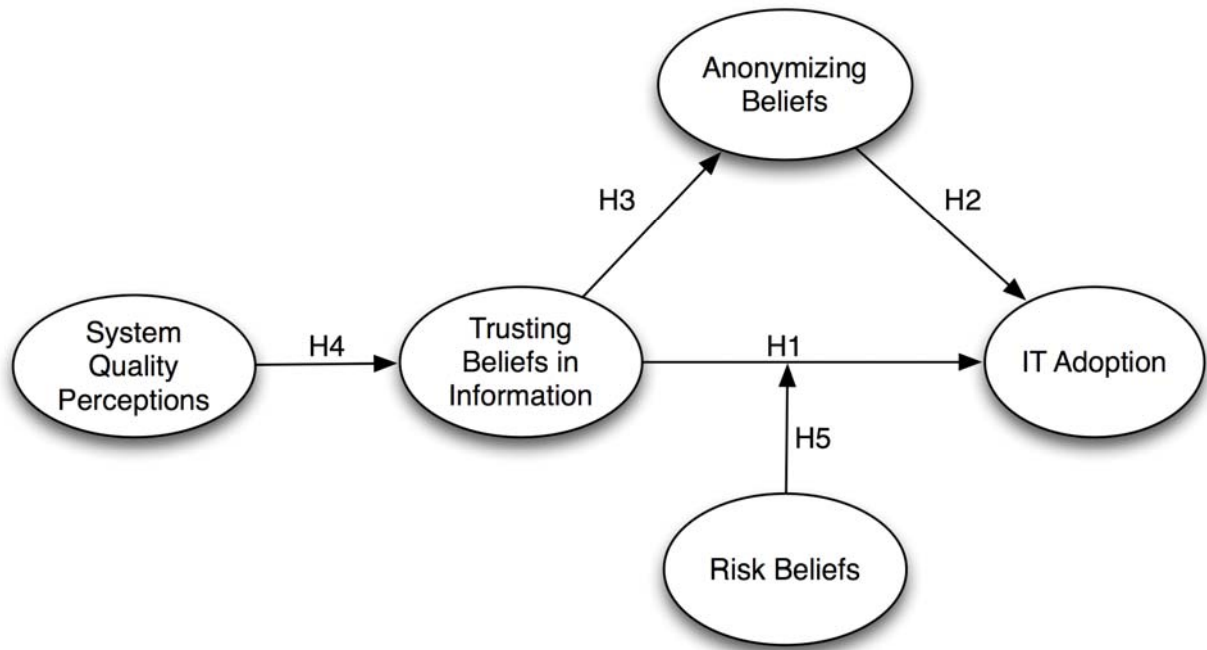 Anonymizing
Beliefs
H3
H2
System
Quality
Perceptions
H4
Trusting
Beliefs in
Information
H1
IT Adoption
H5
Risk Beliefs